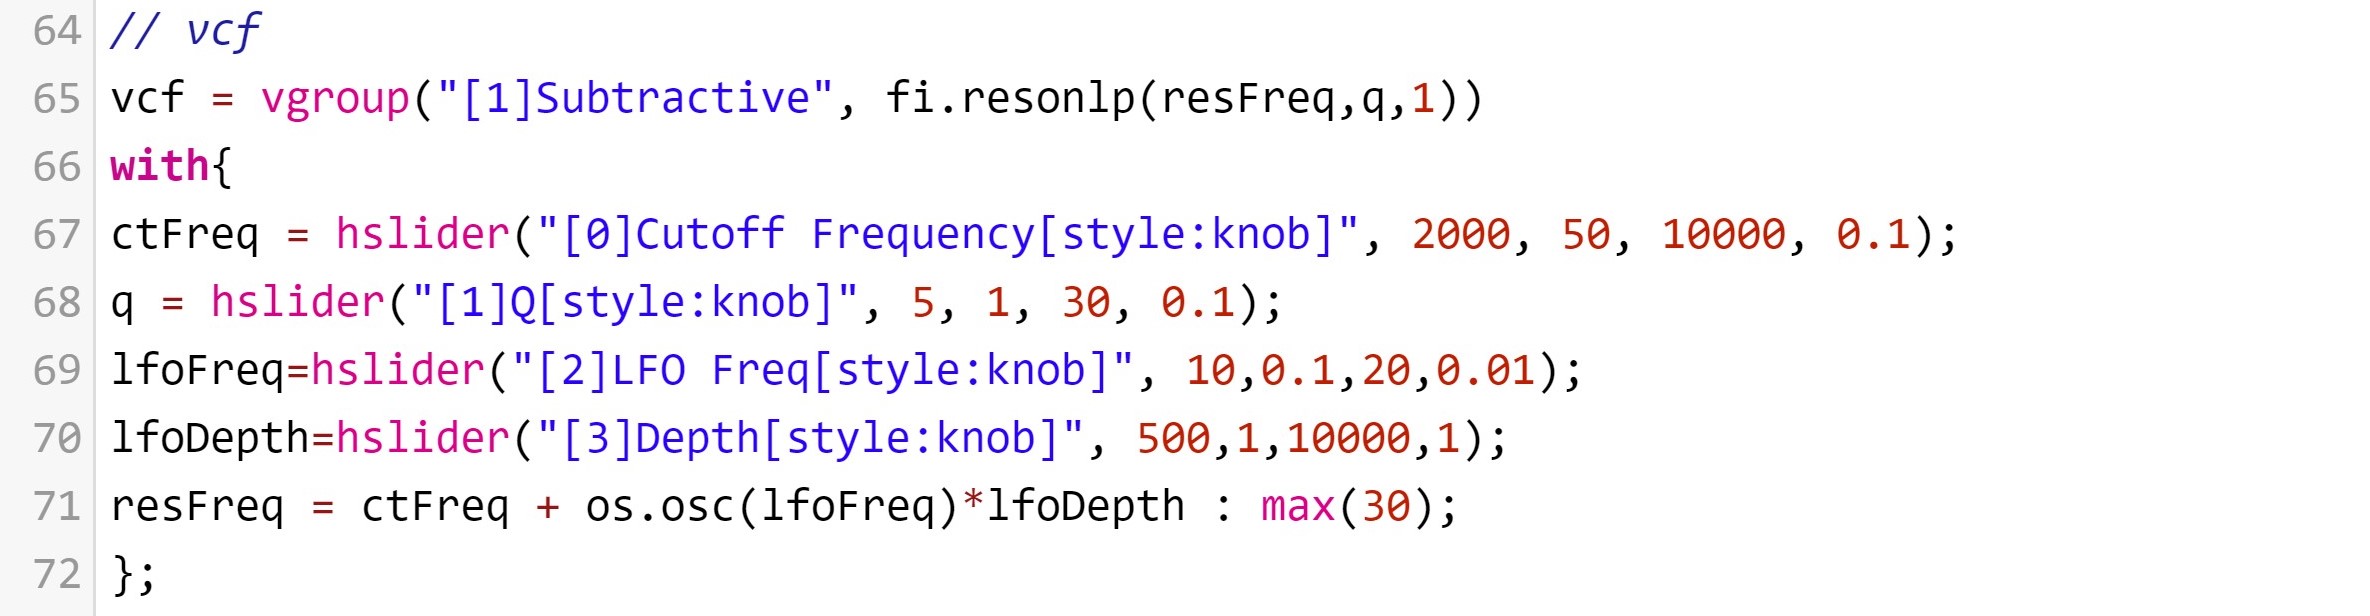 64 // vcf
65 vcf = vgroup("[1]Subtractive", fi.resonlp(resFreq,q,1))
66 with{
67 ctFreq = hslider("[0]Cutoff Frequency[style:knob]", 2000, 50, 10000, 0.1);
68 q = hslider("[1]Q[style:knob]", 5, 1, 30, 0.1);
69 lfoFreq=hslider("[2]LFO Freq[style:knob]", 10,0.1,20,0.01);
70 lfoDepth=hslider("[3]Depth[style:knob]", 500,1,10000,1);
71 resFreq = ctFreq + os.osc(lfoFreq)*lfoDepth : max(30);
72 };